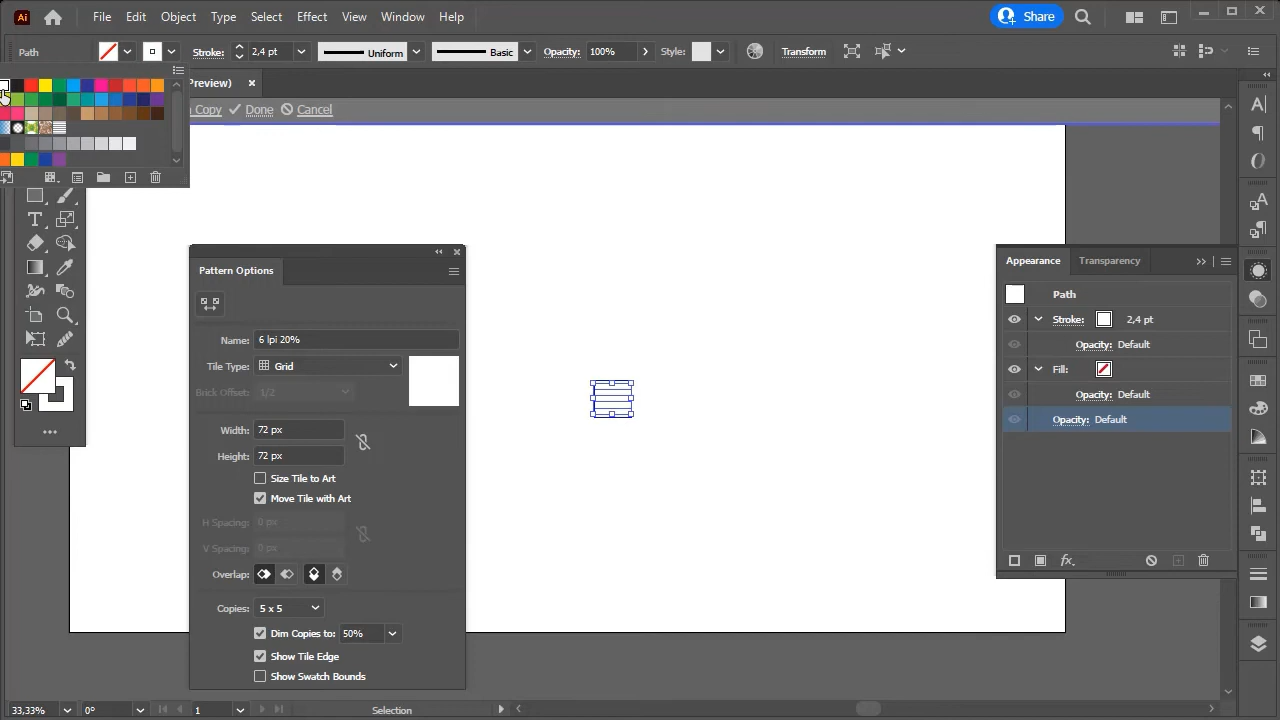 Ai File Edit Object Type Select Effect View Window Help Share
Path Stroke: 2,4 pt Uniform Basic Opacity: 100% Style: Transform
Preview)
Copy Done Cancel
Pattern Options
Name: 6 lpi 20%
Tile Type: Grid
Brick Offset: 1/2
Width: 72 px
Height: 72 px
Size Tile to Art
Move Tile with Art
H Spacing: 0 px
V Spacing: 0 px
Overlap:
Copies: 5 x 5
Dim Copies to: 50%
Show Tile Edge
Show Swatch Bounds
Appearance Transparency
Path
Stroke: 2,4 pt
Opacity: Default
Fill:
Opacity: Default
Opacity: Default
fx
33,33% 0° 1 Selection